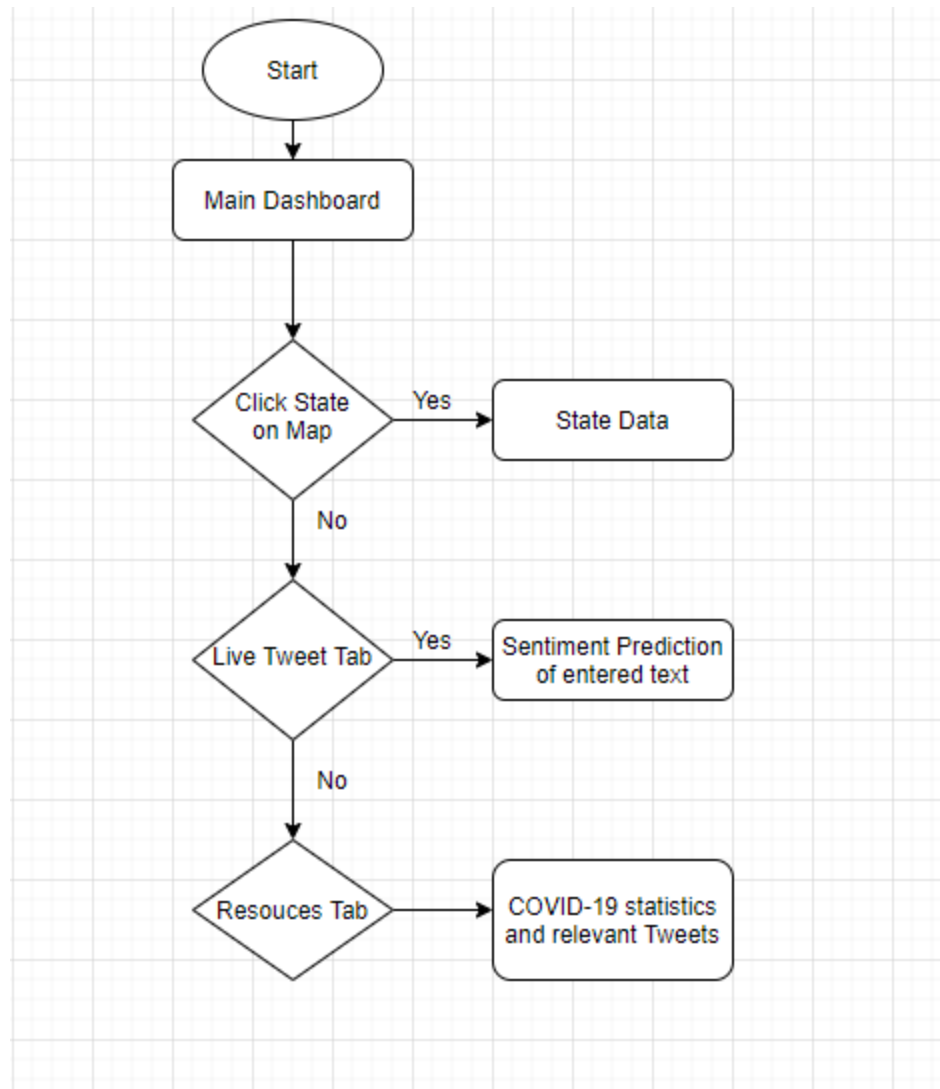 Start
Main Dashboard
Click State
on Map
Yes
State Data
No
Live Tweet Tab
Yes
Sentiment Prediction
of entered text
No
Resouces Tab
COVID-19 statistics
and relevant Tweets